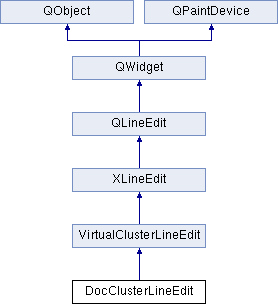 QObject
QPaintDevice
QWidget
QLineEdit
XLineEdit
VirtualClusterLineEdit
DocClusterLineEdit